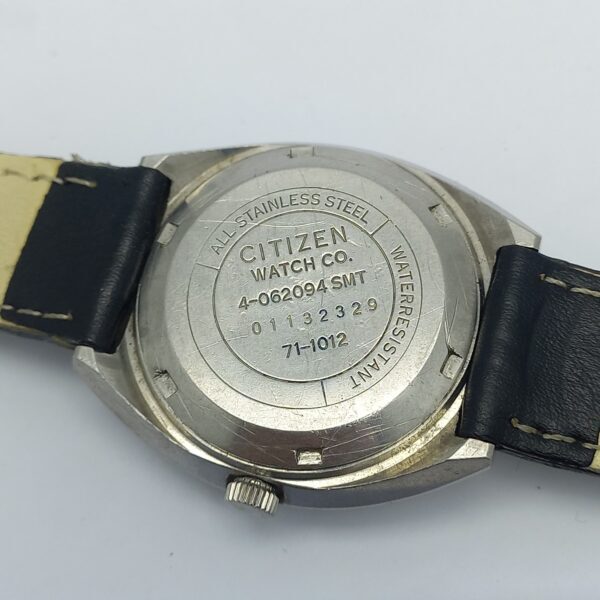 ALL STAINLESS STEEL
CITIZEN
WATCH CO.
4-062094 SMT
01132329
71-1012
WATERRESISTANT